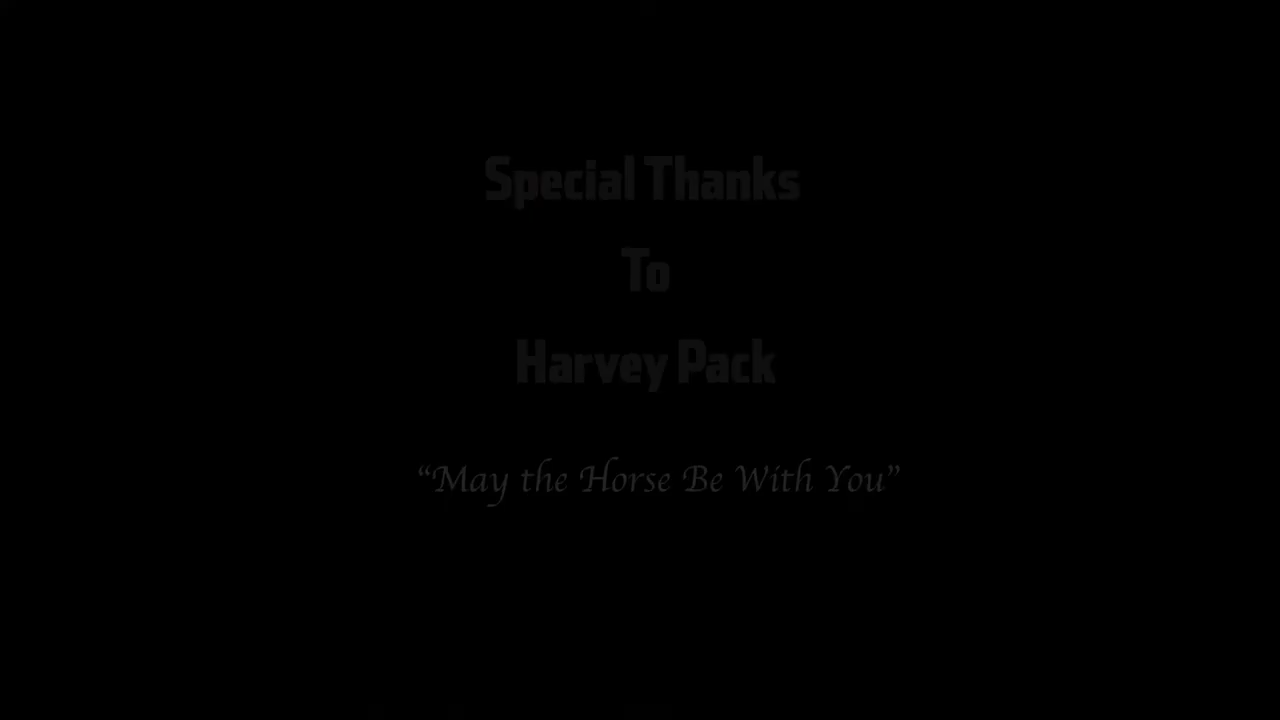 Special Thanks
To
Harvey Pack
“May the Horse Be With You”